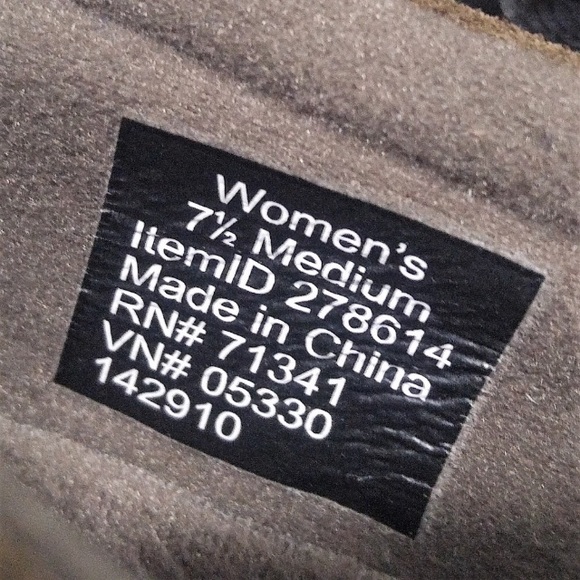 Women's
7½ Medium
ItemID 278614
Made in China
RN# 71341
VN# 05330
142910